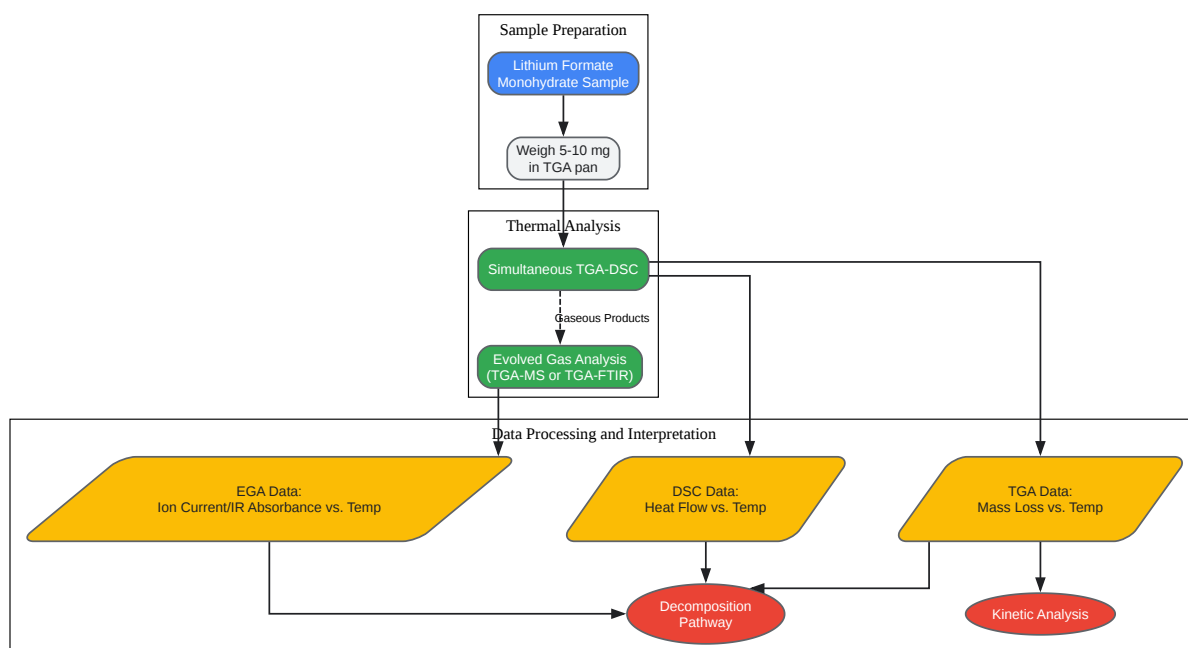 Sample Preparation
Lithium Formate
Monohydrate Sample
Weigh 5-10 mg
in TGA pan
Thermal Analysis
Simultaneous TGA-DSC
Gaseous Products
Evolved Gas Analysis
(TGA-MS or TGA-FTIR)
Data Processing and Interpretation
EGA Data:
Ion Current/IR Absorbance vs. Temp
DSC Data:
Heat Flow vs. Temp
TGA Data:
Mass Loss vs. Temp
Decomposition
Pathway
Kinetic Analysis